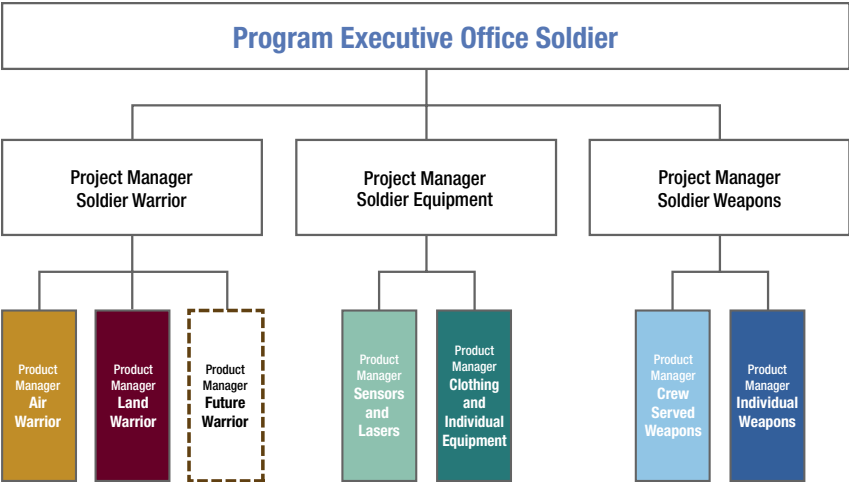 Program Executive Office Soldier
Project Manager
Soldier Warrior
Project Manager
Soldier Equipment
Project Manager
Soldier Weapons
Product
Manager
Air
Warrior
Product
Manager
Land
Warrior
Product
Manager
Future
Warrior
Product
Manager
Sensors
and
Lasers
Product
Manager
Clothing
and
Individual
Equipment
Product
Manager
Crew
Served
Weapons
Product
Manager
Individual
Weapons